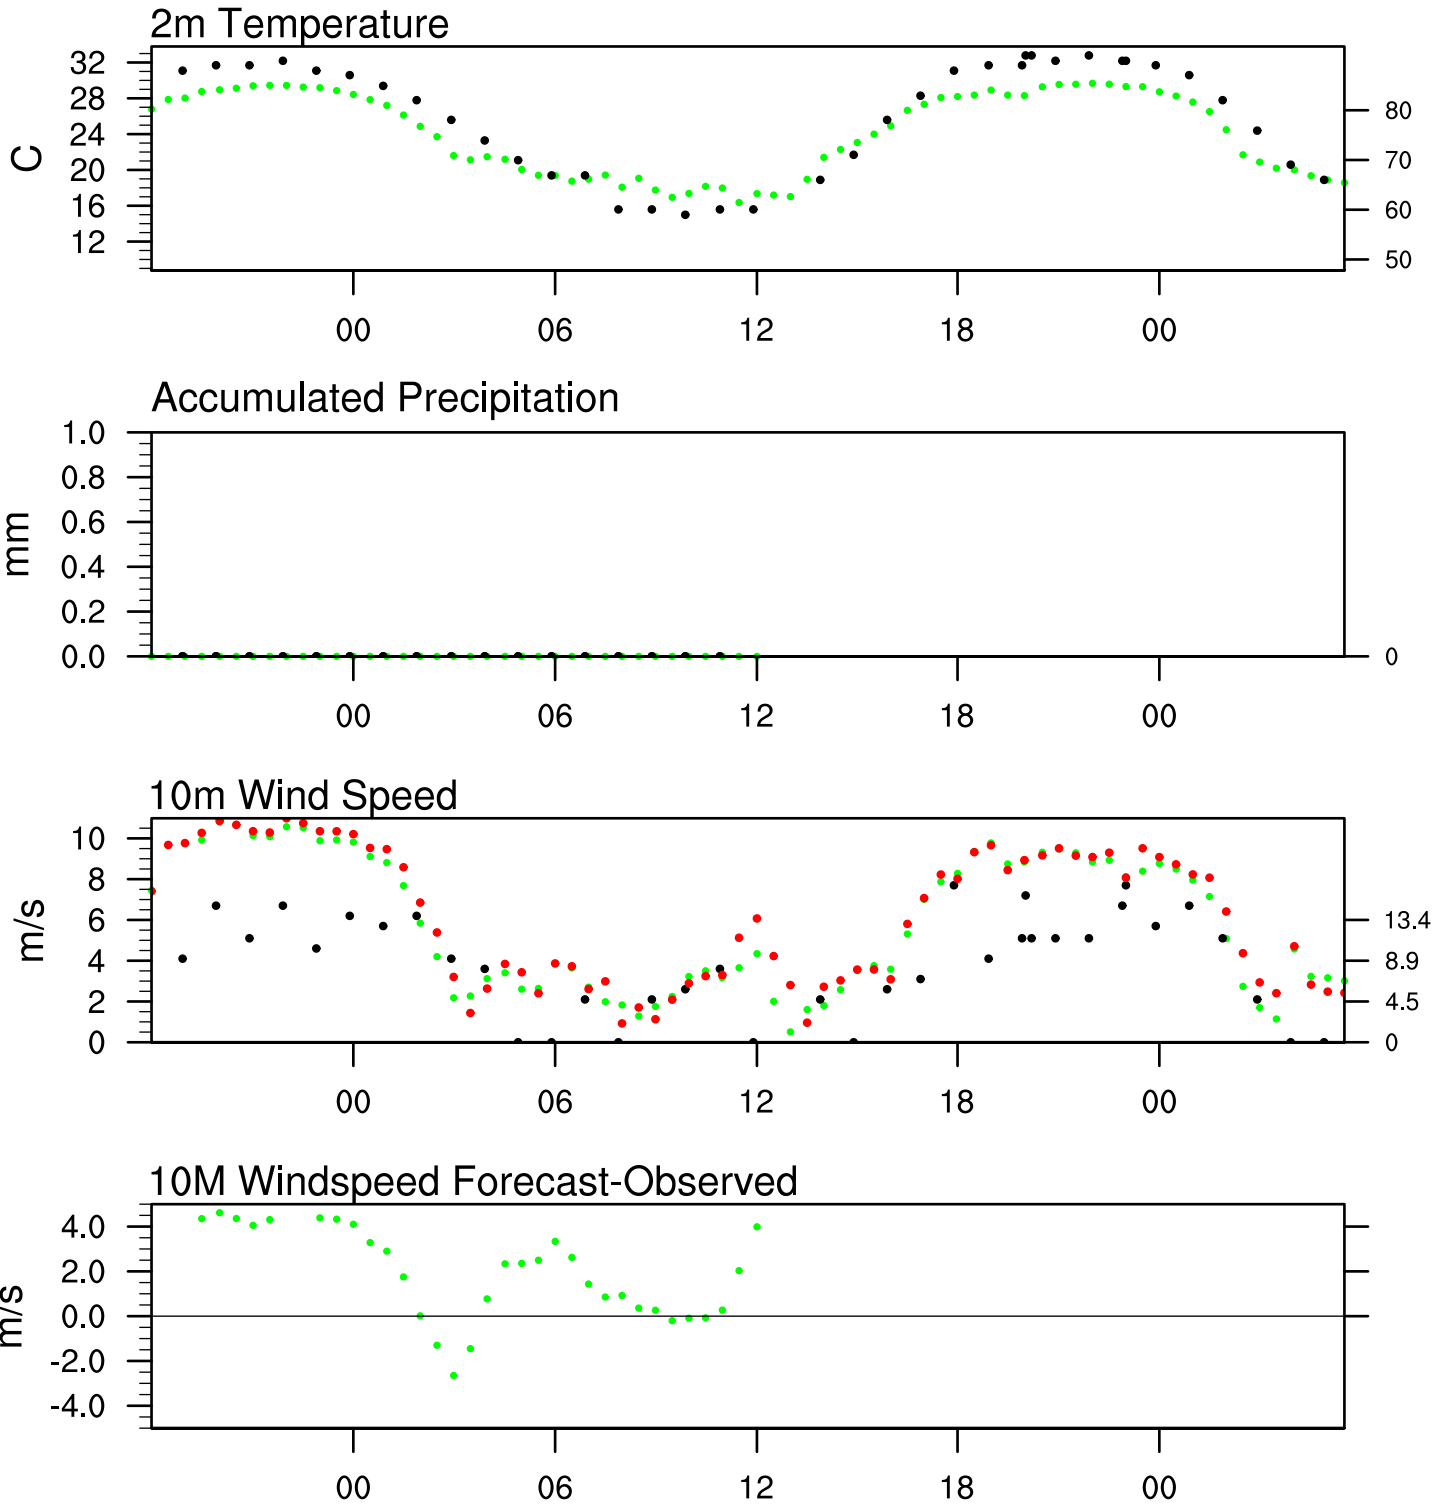 2m Temperature
32
28
24
20
16
12
C
80
70
60
50
00 06 12 18 00
Accumulated Precipitation
1.0
0.8
0.6
0.4
0.2
0.0
mm
0
00 06 12 18 00
10m Wind Speed
10
8
6
4
2
0
m/s
13.4
8.9
4.5
0
00 06 12 18 00
10M Windspeed Forecast-Observed
4.0
2.0
0.0
-2.0
-4.0
m/s
00 06 12 18 00